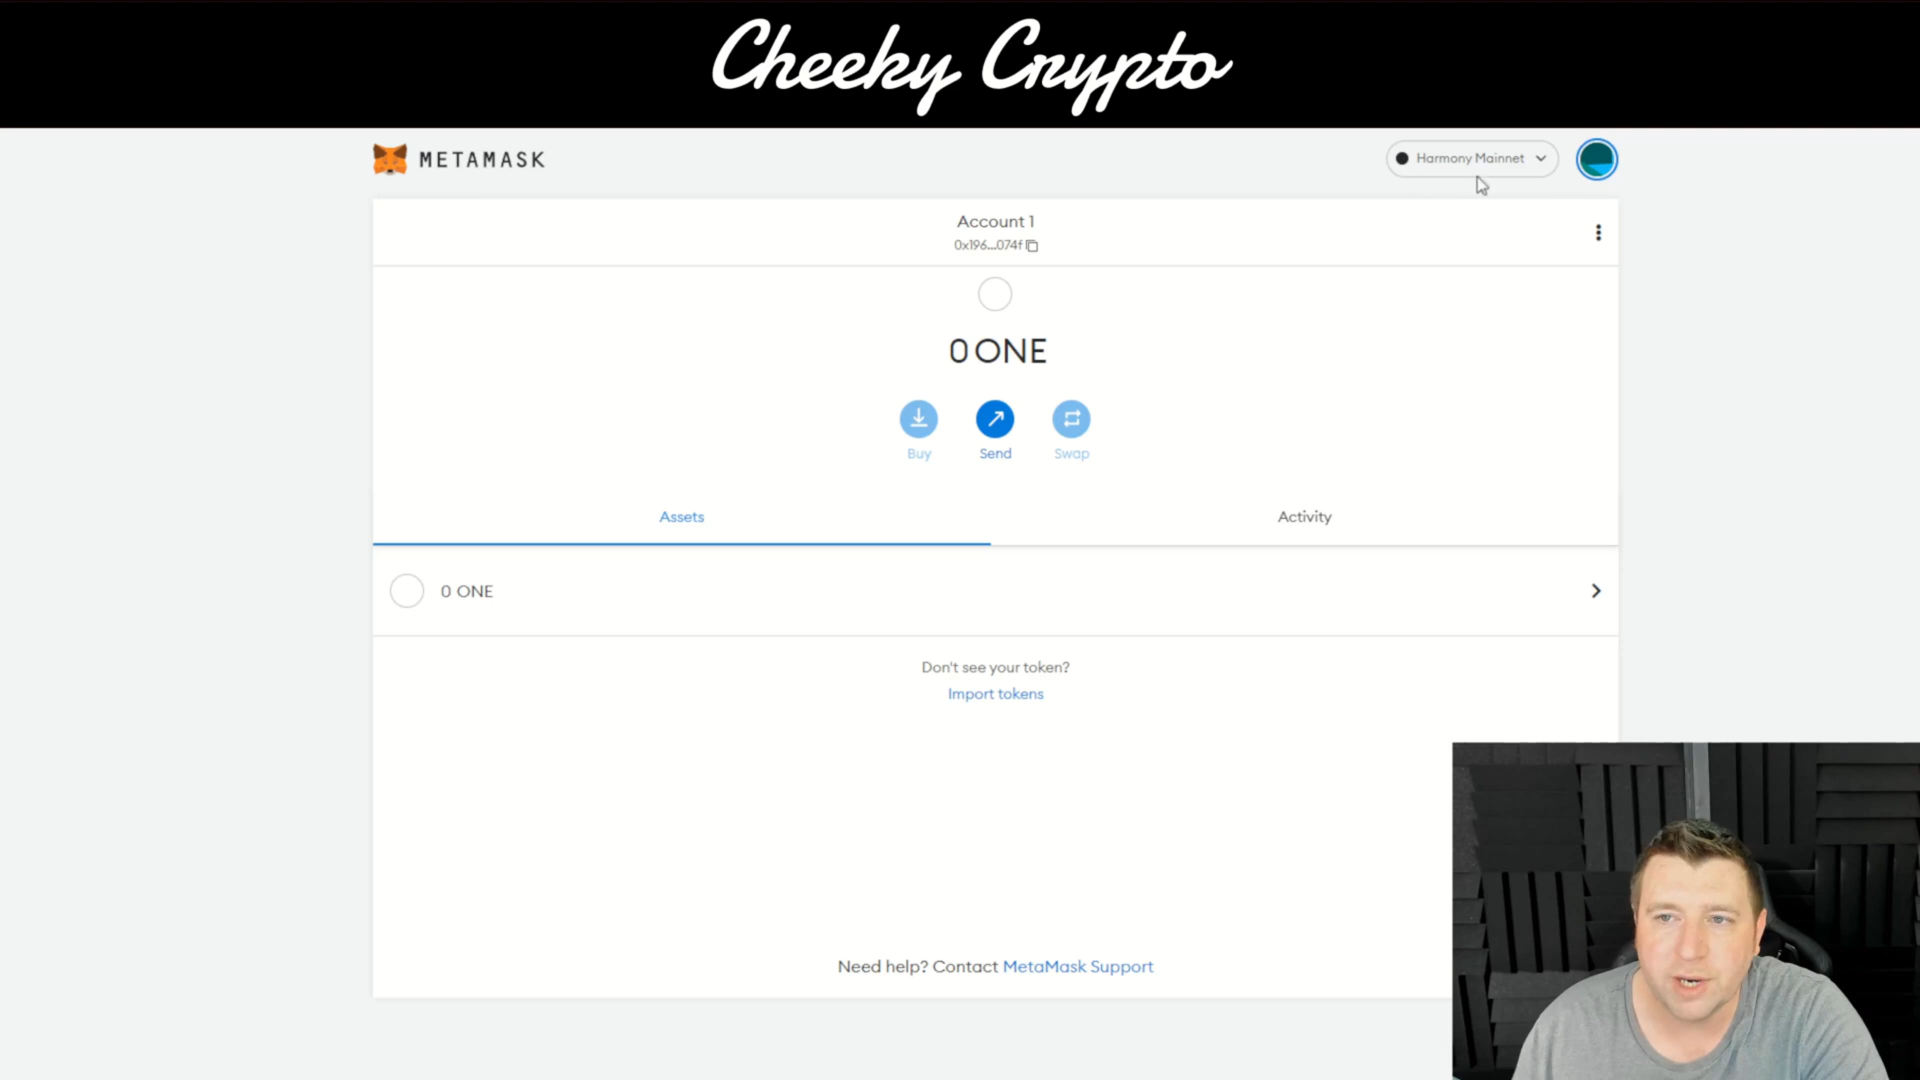 Cheeky Crypto
METAMASK
Harmony Mainnet
Account 1
0x196...074f
0 ONE
Buy
Send
Swap
Assets
Activity
0 ONE
Don't see your token?
Import tokens
Need help? Contact MetaMask Support